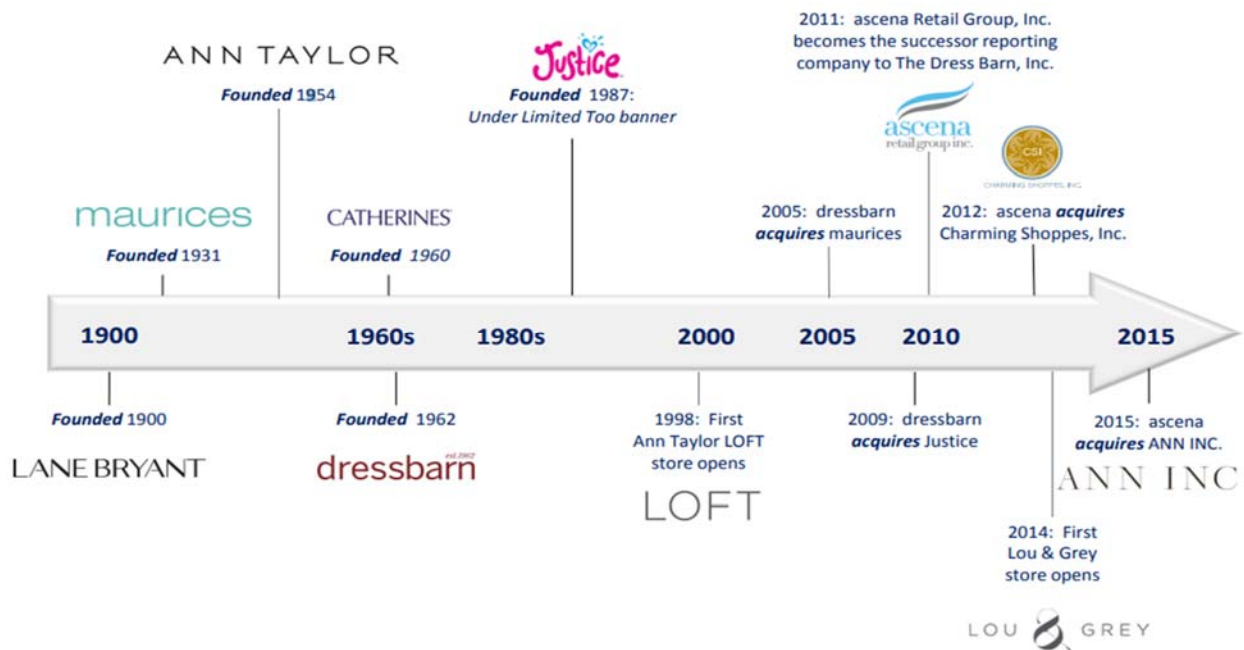 ANN TAYLOR
Founded 1954
Justice
Founded 1987:
Under Limited Too banner
2011: ascena Retail Group, Inc.
becomes the successor reporting
company to The Dress Barn, Inc.
ascena
retail group inc.
CSI
CHARMING SHOPPES, INC.
maurices
Founded 1931
CATHERINES
Founded 1960
2005: dressbarn
acquires maurices
2012: ascena acquires
Charming Shoppes, Inc.
1900
1960s
1980s
2000
2005
2010
2015
Founded 1900
LANE BRYANT
Founded 1962
est.1962
dressbarn
1998: First
Ann Taylor LOFT
store opens
LOFT
2009: dressbarn
acquires Justice
2015: ascena
acquires ANN INC.
ANN INC
2014: First
Lou & Grey
store opens
LOU & GREY